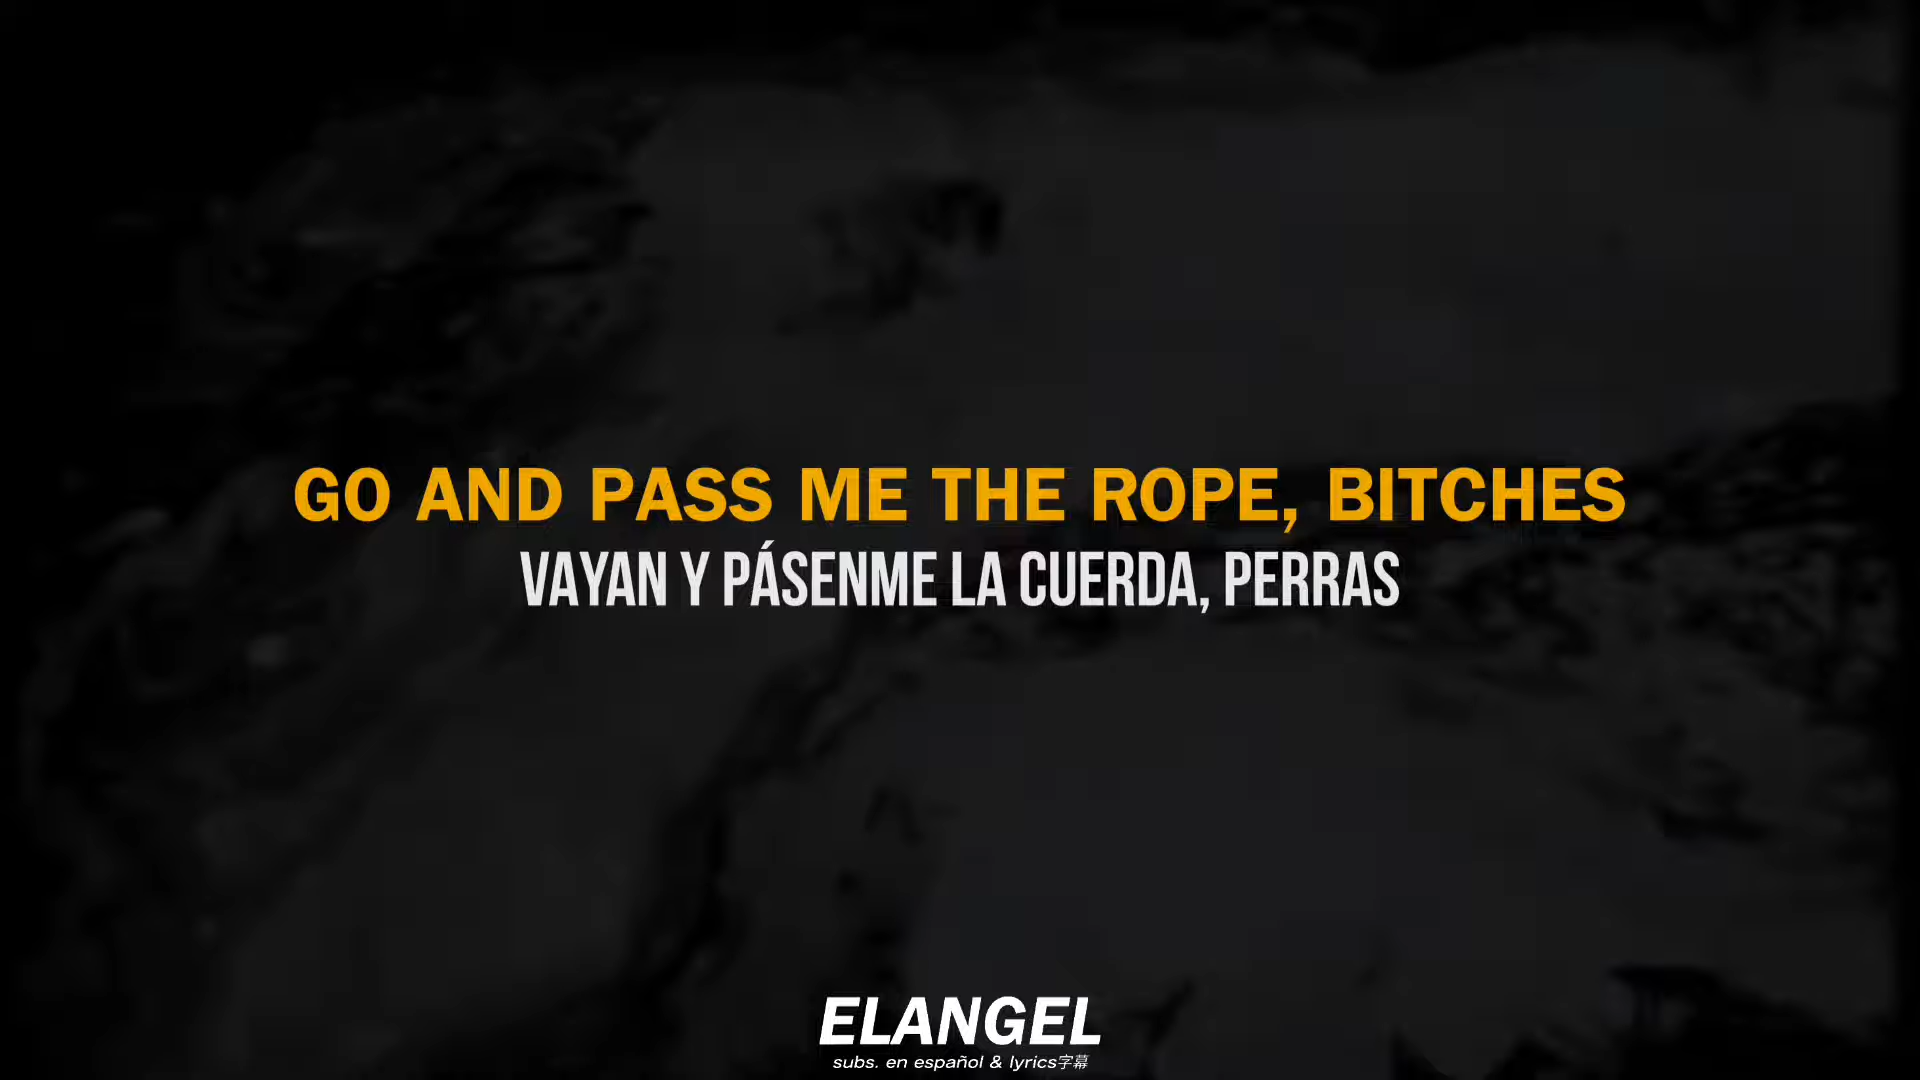 GO AND PASS ME THE ROPE, BITCHES
VAYAN Y PÁSENME LA CUERDA, PERRAS
ELANGEL
subs. en español & lyrics字幕